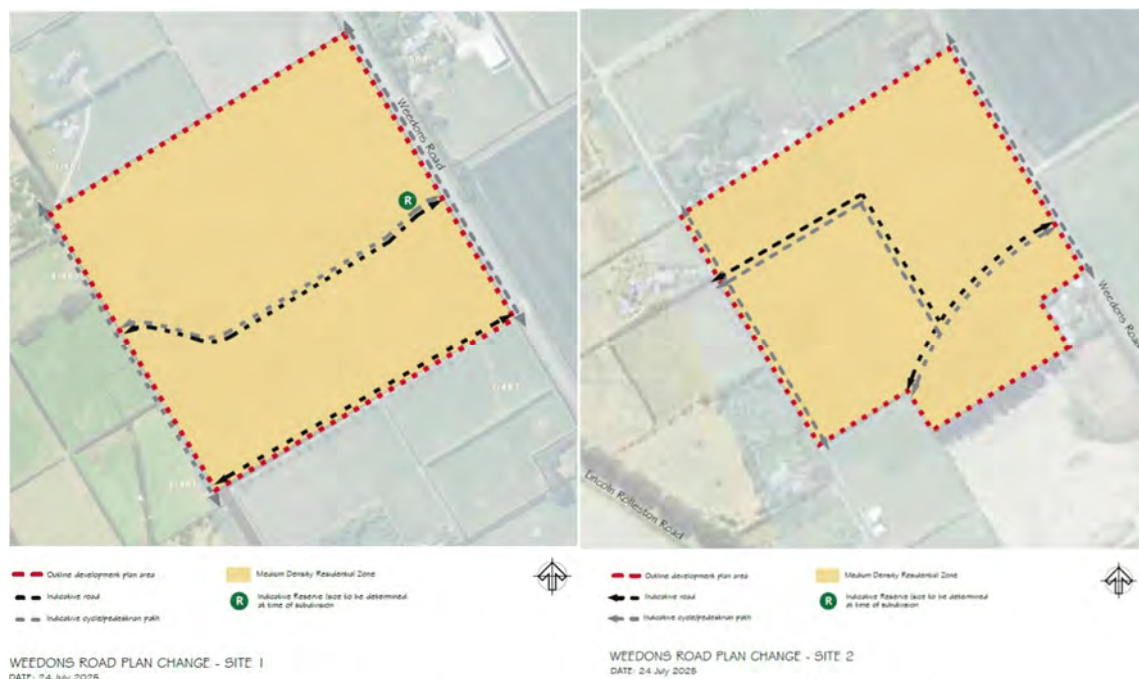 Weedons Road
R
Outline development plan area
Medium Density Residential Zone
Indicative road
R
Indicative Reserve (size to be determined
at time of subdivision
Indicative cycle/pedestrian path
WEEDONS ROAD PLAN CHANGE - SITE 1
DATE: 24 July 2025
Weedons Road
Lincoln Rolleston Road
Outline development plan area
Medium Density Residential Zone
Indicative road
R
Indicative Reserve (size to be determined
at time of subdivision
Indicative cycle/pedestrian path
WEEDONS ROAD PLAN CHANGE - SITE 2
DATE: 24 July 2025